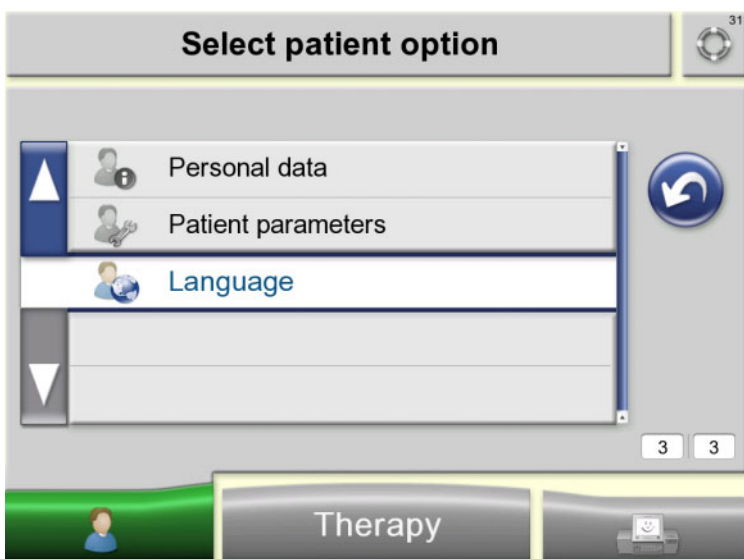 Select patient option
31
Personal data
Patient parameters
Language
3 3
Therapy